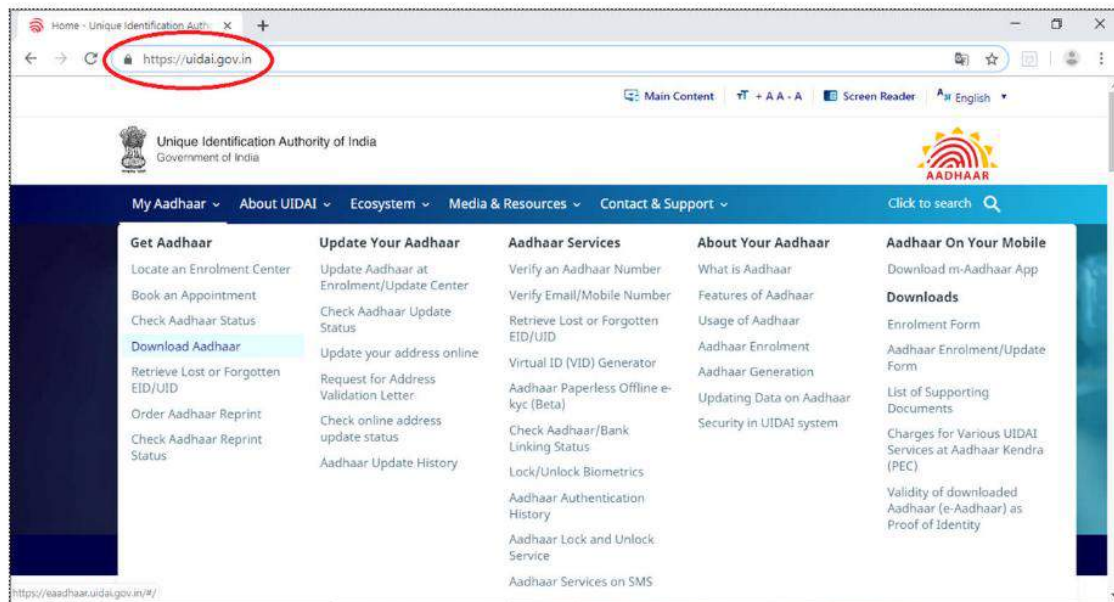 Home - Unique Identification Auth
https://uidai.gov.in
Main Content
+ A A - A
Screen Reader
English
Unique Identification Authority of India
Government of India
AADHAAR
My Aadhaar
About UIDAI
Ecosystem
Media & Resources
Contact & Support
Click to search
Get Aadhaar
Locate an Enrolment Center
Book an Appointment
Check Aadhaar Status
Download Aadhaar
Retrieve Lost or Forgotten
EID/UID
Order Aadhaar Reprint
Check Aadhaar Reprint
Status
Update Your Aadhaar
Update Aadhaar at
Enrolment/Update Center
Check Aadhaar Update
Status
Update your address online
Request for Address
Validation Letter
Check online address
update status
Aadhaar Update History
Aadhaar Services
Verify an Aadhaar Number
Verify Email/Mobile Number
Retrieve Lost or Forgotten
EID/UID
Virtual ID (VID) Generator
Aadhaar Paperless Offline e-
kyc (Beta)
Check Aadhaar/Bank
Linking Status
Lock/Unlock Biometrics
Aadhaar Authentication
History
Aadhaar Lock and Unlock
Service
Aadhaar Services on SMS
About Your Aadhaar
What is Aadhaar
Features of Aadhaar
Usage of Aadhaar
Aadhaar Enrolment
Aadhaar Generation
Updating Data on Aadhaar
Security in UIDAI system
Aadhaar On Your Mobile
Download m-Aadhaar App
Downloads
Enrolment Form
Aadhaar Enrolment/Update
Form
List of Supporting
Documents
Charges for Various UIDAI
Services at Aadhaar Kendra
(PEC)
Validity of downloaded
Aadhaar (e-Aadhaar) as
Proof of Identity
https://eaadhaar.uidai.gov.in/#/